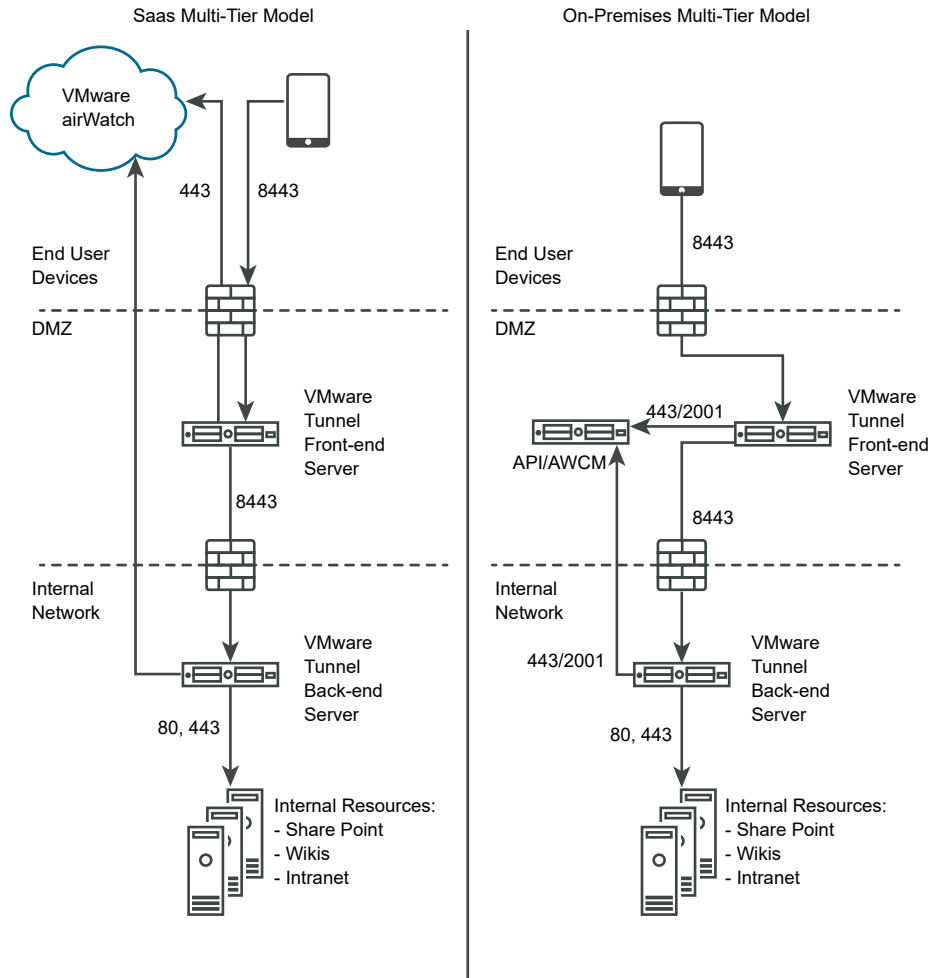 Saas Multi-Tier Model
VMware
airWatch
443
8443
End User
Devices
DMZ
VMware
Tunnel
Front-end
Server
8443
Internal
Network
VMware
Tunnel
Back-end
Server
80, 443
Internal Resources:
- Share Point
- Wikis
- Intranet
On-Premises Multi-Tier Model
8443
End User
Devices
DMZ
443/2001
VMware
Tunnel
Front-end
Server
API/AWCM
8443
Internal
Network
443/2001
VMware
Tunnel
Back-end
Server
80, 443
Internal Resources:
- Share Point
- Wikis
- Intranet